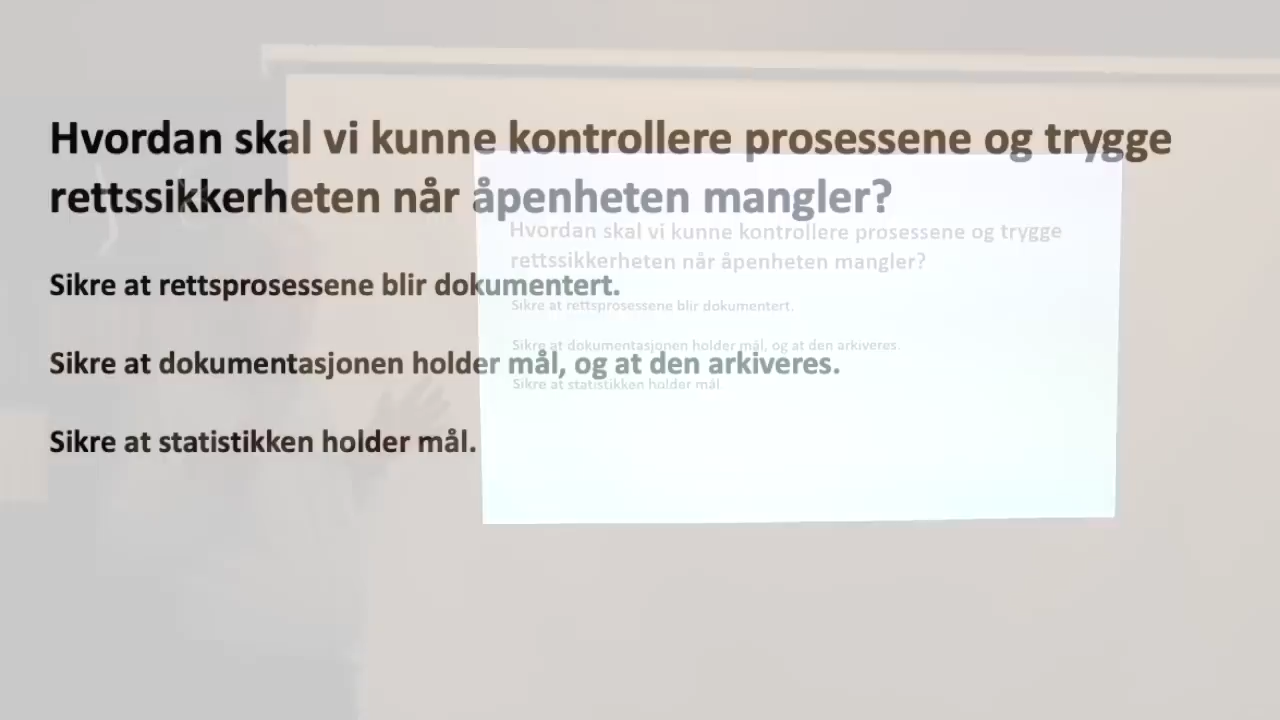 Hvordan skal vi kunne kontrollere prosessene og trygge
rettssikkerheten når åpenheten mangler?
Sikre at rettsprosessene blir dokumentert.
Sikre at dokumentasjonen holder mål, og at den arkiveres.
Sikre at statistikken holder mål.
Hvordan skal vi kunne kontrollere prosessene og trygge
rettssikkerheten når åpenheten mangler?
Sikre at rettsprosessene blir dokumentert.
Sikre at dokumentasjonen holder mål, og at den arkiveres.
Sikre at statistikken holder mål